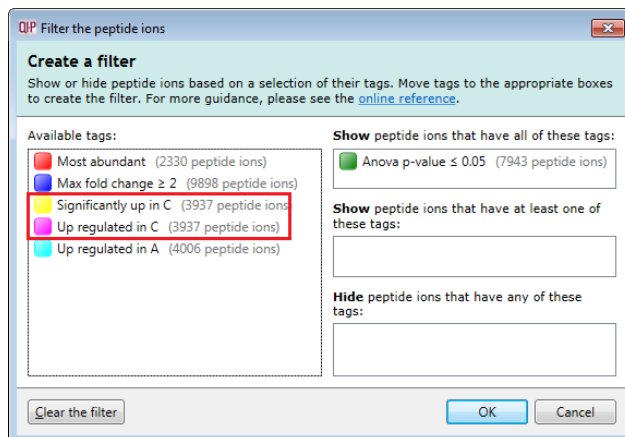 QIP Filter the peptide ions
Create a filter
Show or hide peptide ions based on a selection of their tags. Move tags to the appropriate boxes
to create the filter. For more guidance, please see the online reference.
Available tags:
Most abundant (2330 peptide ions)
Max fold change ≥ 2 (9898 peptide ions)
Significantly up in C (3937 peptide ions
Up regulated in C (3937 peptide ions)
Up regulated in A (4006 peptide ions)
Show peptide ions that have all of these tags:
Anova p-value ≤ 0.05 (7943 peptide ions)
Show peptide ions that have at least one of
these tags:
Hide peptide ions that have any of these
tags:
Clear the filter
OK
Cancel